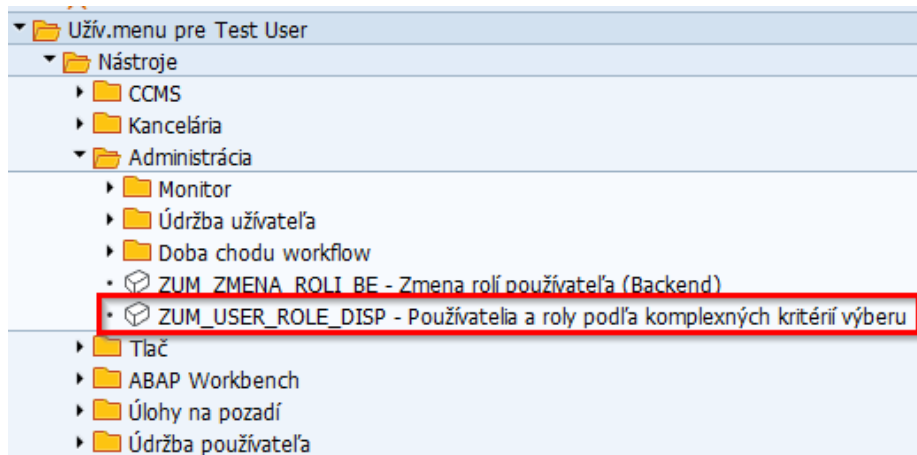 Užív.menu pre Test User
Nástroje
CCMS
Kancelária
Administrácia
Monitor
Údržba užívateľa
Doba chodu workflow
ZUM_ZMENA_ROLI_BE - Zmena rolí používateľa (Backend)
ZUM_USER_ROLE_DISP - Používatelia a roly podľa komplexných kritérií výberu
Tlač
ABAP Workbench
Úlohy na pozadí
Údržba používateľa